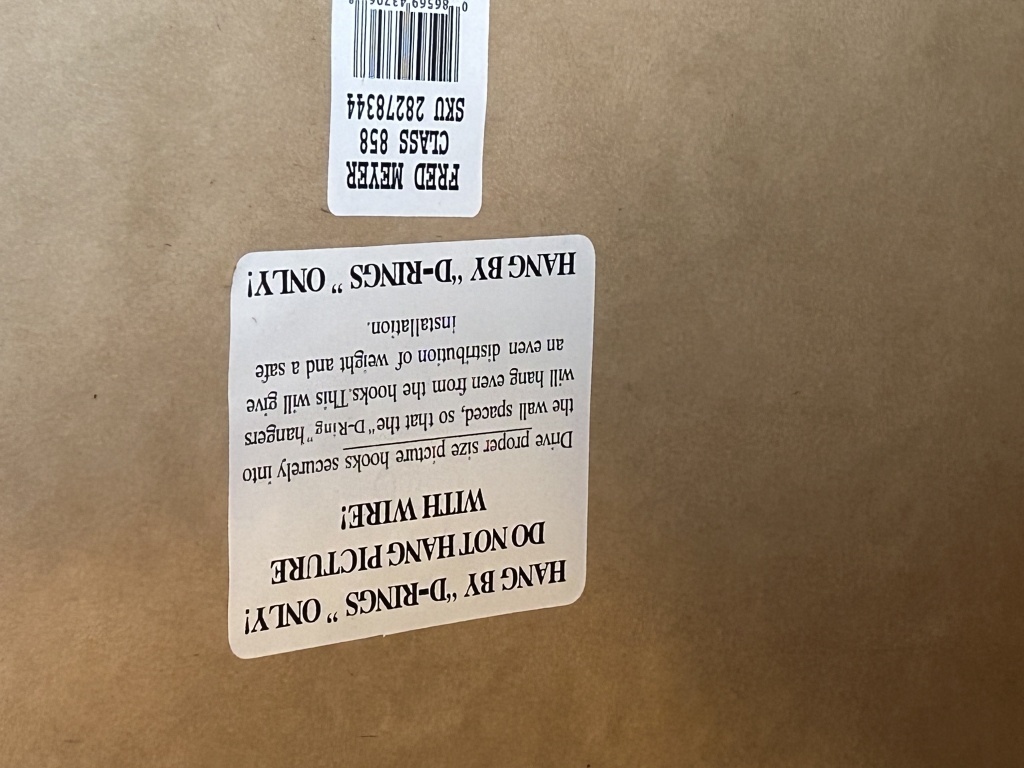 HANG BY “D-RINGS ” ONLY!
DO NOT HANG PICTURE
WITH WIRE!
Drive proper size picture hooks securely into
the wall spaced, so that the“D-Ring”hangers
will hang even from the hooks.This will give
an even distribution of weight and a safe
installation.
HANG BY “D-RINGS ” ONLY!
FRED MEYER
CLASS 858
SKU 28278344
0 86569